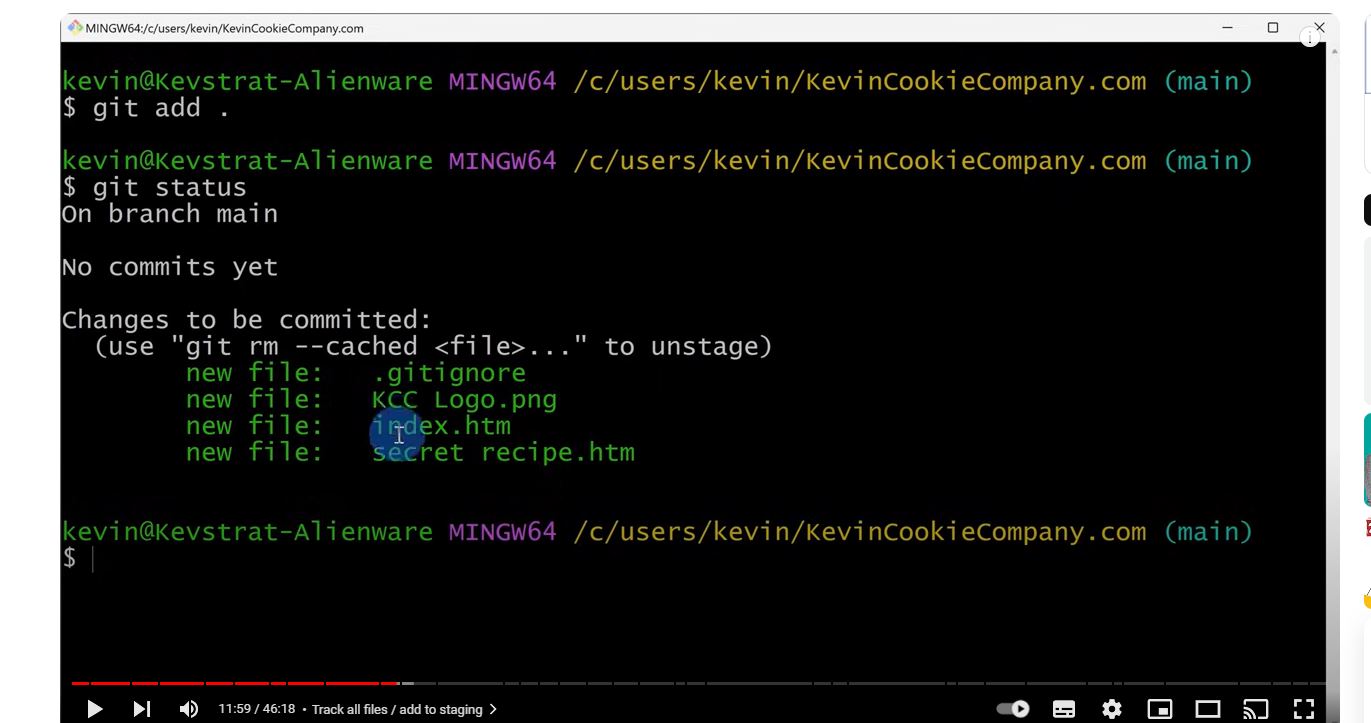 MINGW64:/c/users/kevin/KevinCookieCompany.com
kevin@Kevstrat-Alienware MINGW64 /c/users/kevin/KevinCookieCompany.com (main)
$ git add .
kevin@Kevstrat-Alienware MINGW64 /c/users/kevin/KevinCookieCompany.com (main)
$ git status
On branch main
No commits yet
Changes to be committed:
(use "git rm --cached <file>..." to unstage)
new file: .gitignore
new file: KCC Logo.png
new file: index.htm
new file: secret recipe.htm
kevin@Kevstrat-Alienware MINGW64 /c/users/kevin/KevinCookieCompany.com (main)
$
11:59 / 46:18 • Track all files / add to staging >